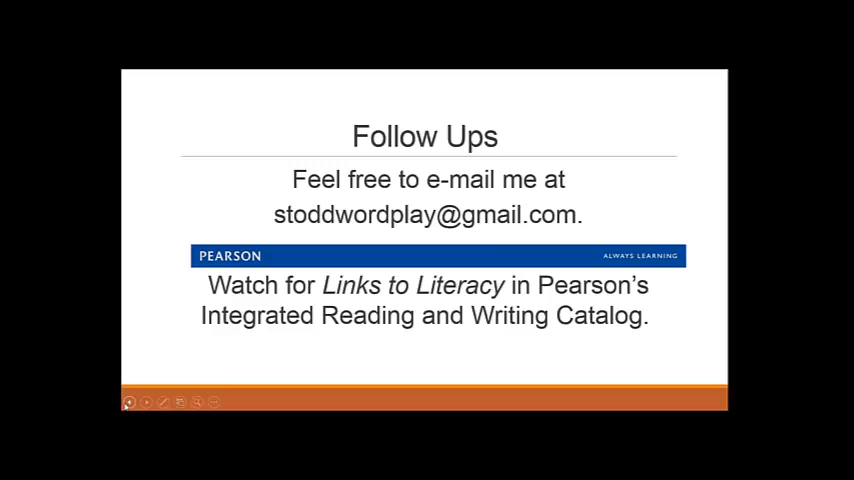 Follow Ups
Feel free to e-mail me at
stoddwordplay@gmail.com.
PEARSON ALWAYS LEARNING
Watch for Links to Literacy in Pearson's
Integrated Reading and Writing Catalog.